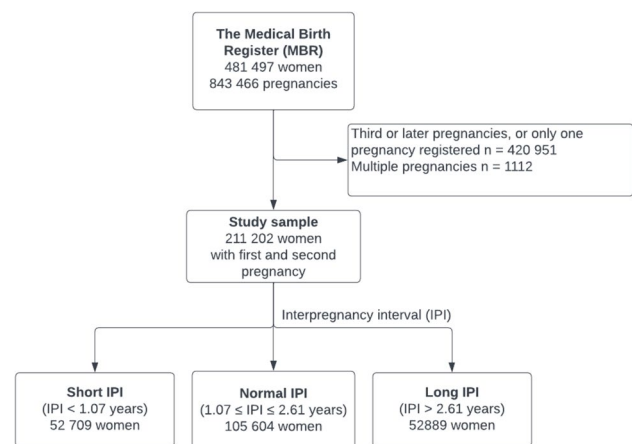 The Medical Birth
Register (MBR)
481 497 women
843 466 pregnancies
Third or later pregnancies, or only one
pregnancy registered n = 420 951
Multiple pregnancies n = 1112
Study sample
211 202 women
with first and second
pregnancy
Interpregnancy interval (IPI)
Short IPI
(IPI < 1.07 years)
52 709 women
Normal IPI
(1.07 ≤ IPI ≤ 2.61 years)
105 604 women
Long IPI
(IPI > 2.61 years)
52889 women